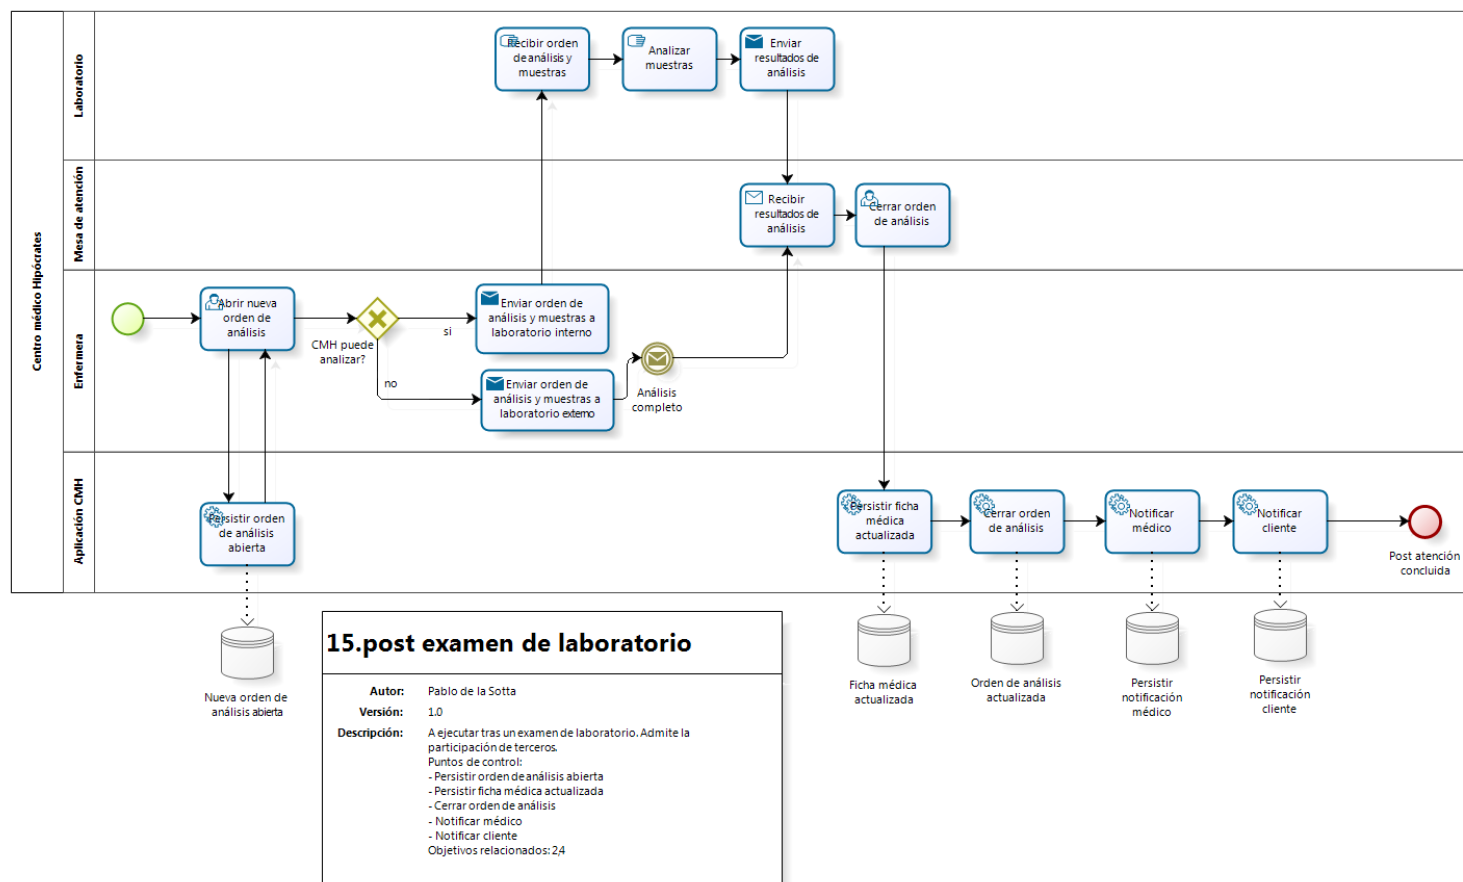 Centro médico Hipócrates
Laboratorio
Recibir orden
de análisis y
muestras
Analizar
muestras
Enviar
resultados de
análisis
Mesa de atención
Recibir
resultados de
análisis
Cerrar orden
de análisis
Enfermera
Abrir nueva
orden de
análisis
CMH puede
analizar?
si
no
Enviar orden de
análisis y muestras a
laboratorio interno
Enviar orden de
análisis y muestras a
laboratorio externo
Análisis
completo
Aplicación CMH
Persistir orden
de análisis
abierta
Persistir ficha
médica
actualizada
Cerrar orden
de análisis
Notificar
médico
Notificar
cliente
Post atención
concluida
Nueva orden de
análisis abierta
Ficha médica
actualizada
Orden de análisis
actualizada
Persistir
notificación
médico
Persistir
notificación
cliente
15.post examen de laboratorio
Autor: Pablo de la Sotta
Versión: 1.0
Descripción: A ejecutar tras un examen de laboratorio. Admite la
participación de terceros.
Puntos de control:
- Persistir orden de análisis abierta
- Persistir ficha médica actualizada
- Cerrar orden de análisis
- Notificar médico
- Notificar cliente
Objetivos relacionados: 2,4